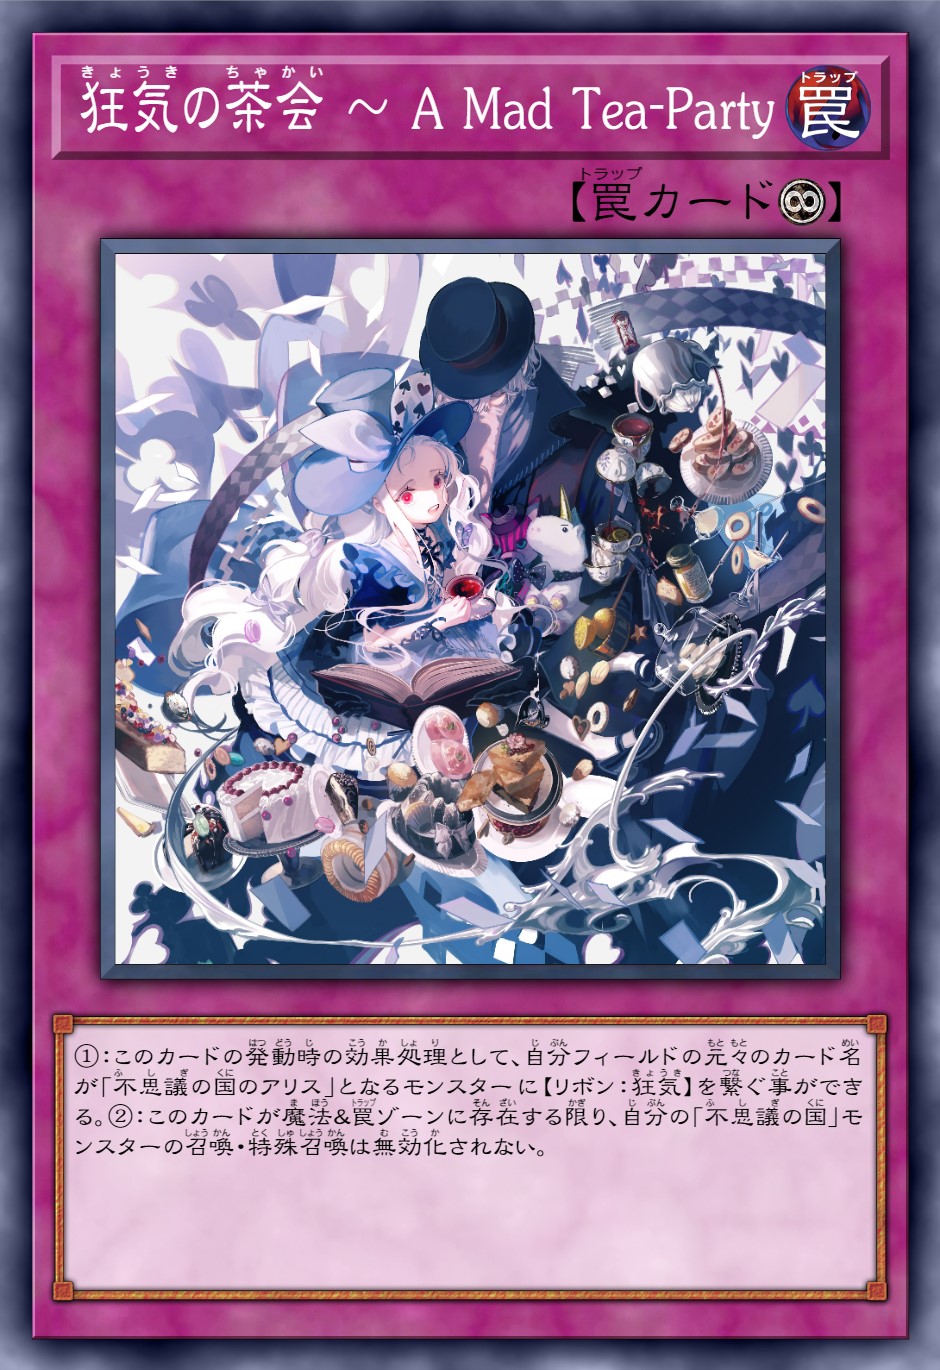 狂気の茶会 ~ A Mad Tea-Party 罠
【罠カード】
①:このカードの発動時の効果処理として、自分フィールドの元々のカード名
が「不思議の国のアリス」となるモンスターに【リボン:狂気】を繋ぐ事ができ
る。②:このカードが魔法&罠ゾーンに存在する限り、自分の「不思議の国」モ
ンスターの召喚・特殊召喚は無効化されない。